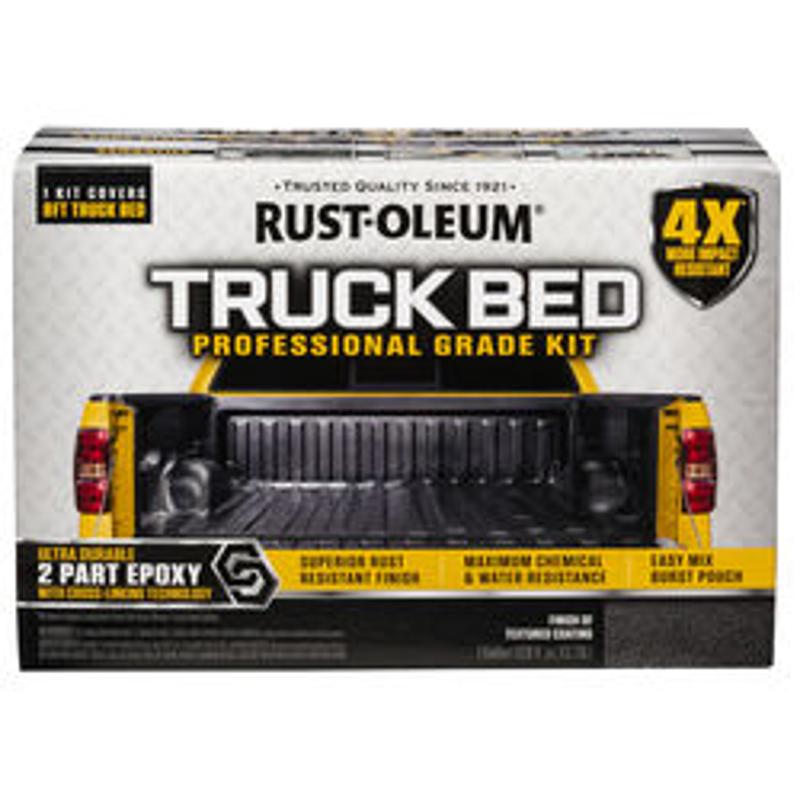 1 KIT COVERS
8FT TRUCK BED
• TRUSTED QUALITY SINCE 1921 •
RUST-OLEUM®
4X
MORE IMPACT
RESISTANT
TRUCK BED
PROFESSIONAL GRADE KIT
ULTRA DURABLE
2 PART EPOXY
WITH CROSS-LINKING TECHNOLOGY
SUPERIOR RUST
RESISTANT FINISH
MAXIMUM CHEMICAL
& WATER RESISTANCE
EASY MIX
BURST POUCH
FINISH OF
TEXTURED COATING